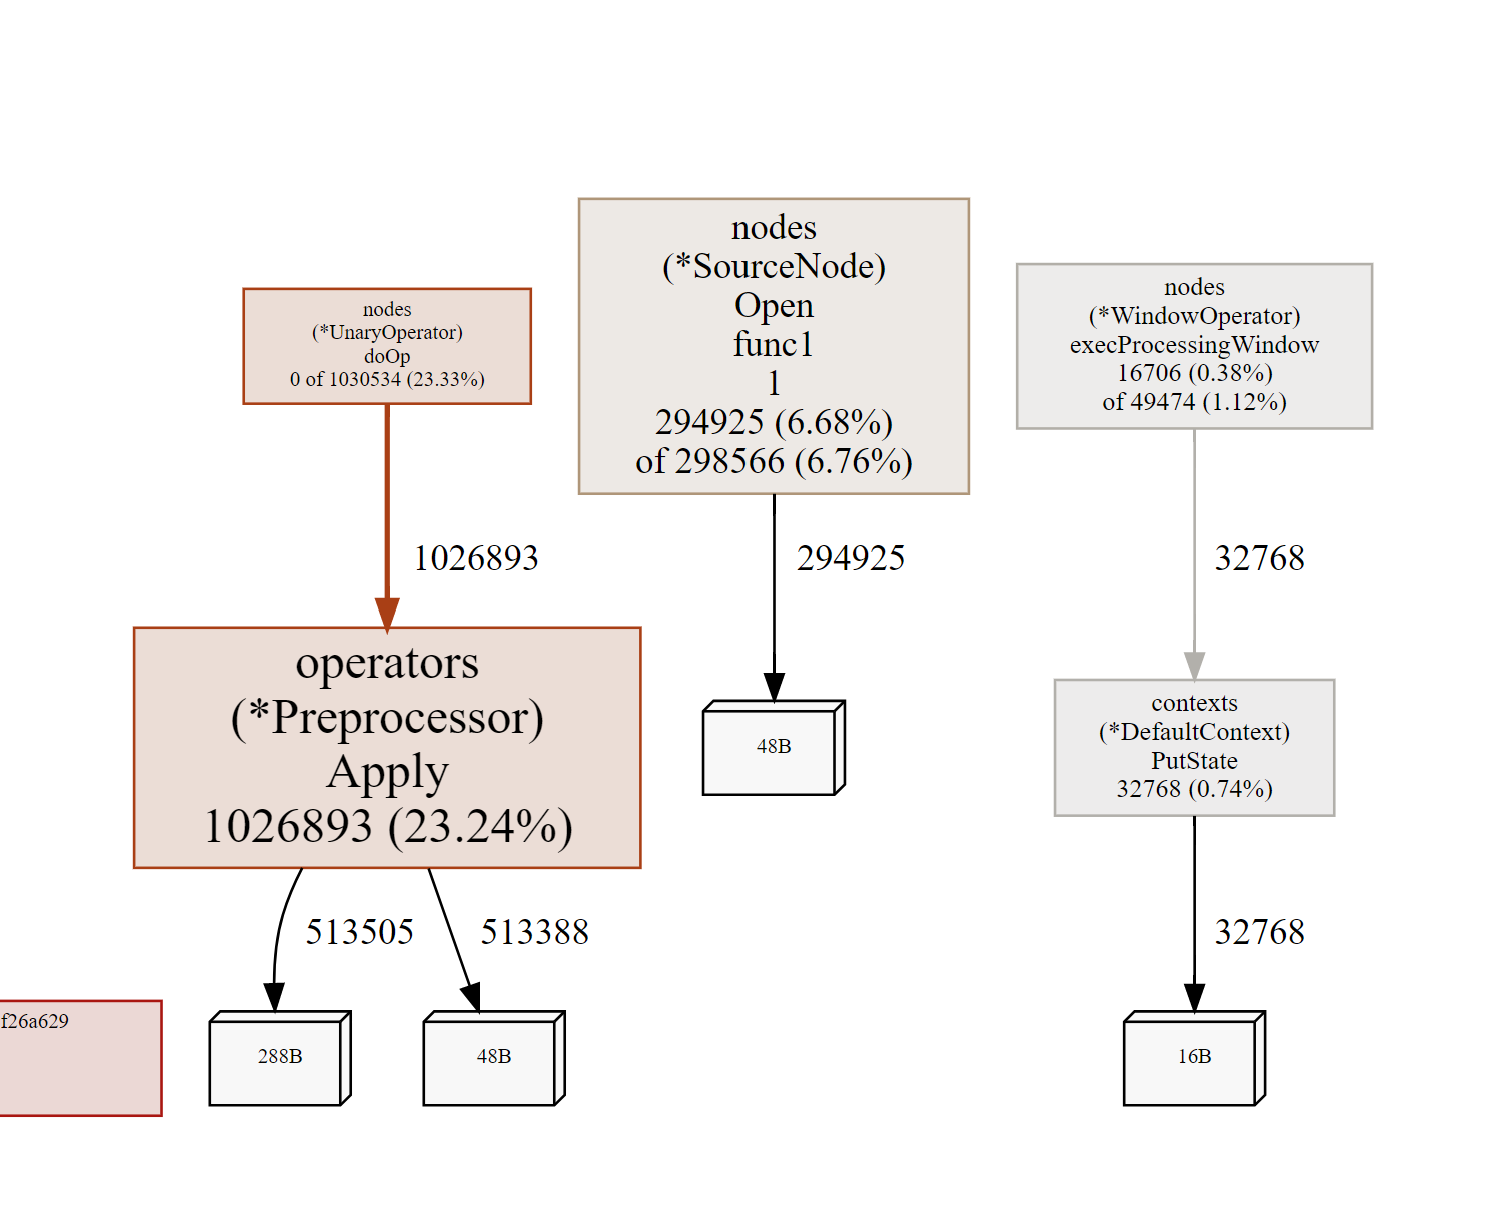 nodes
(*UnaryOperator)
doOp
0 of 1030534 (23.33%)
1026893
operators
(*Preprocessor)
Apply
1026893 (23.24%)
513505
513388
288B
48B
f26a629
nodes
(*SourceNode)
Open
func1
1
294925 (6.68%)
of 298566 (6.76%)
294925
48B
nodes
(*WindowOperator)
execProcessingWindow
16706 (0.38%)
of 49474 (1.12%)
32768
contexts
(*DefaultContext)
PutState
32768 (0.74%)
32768
16B